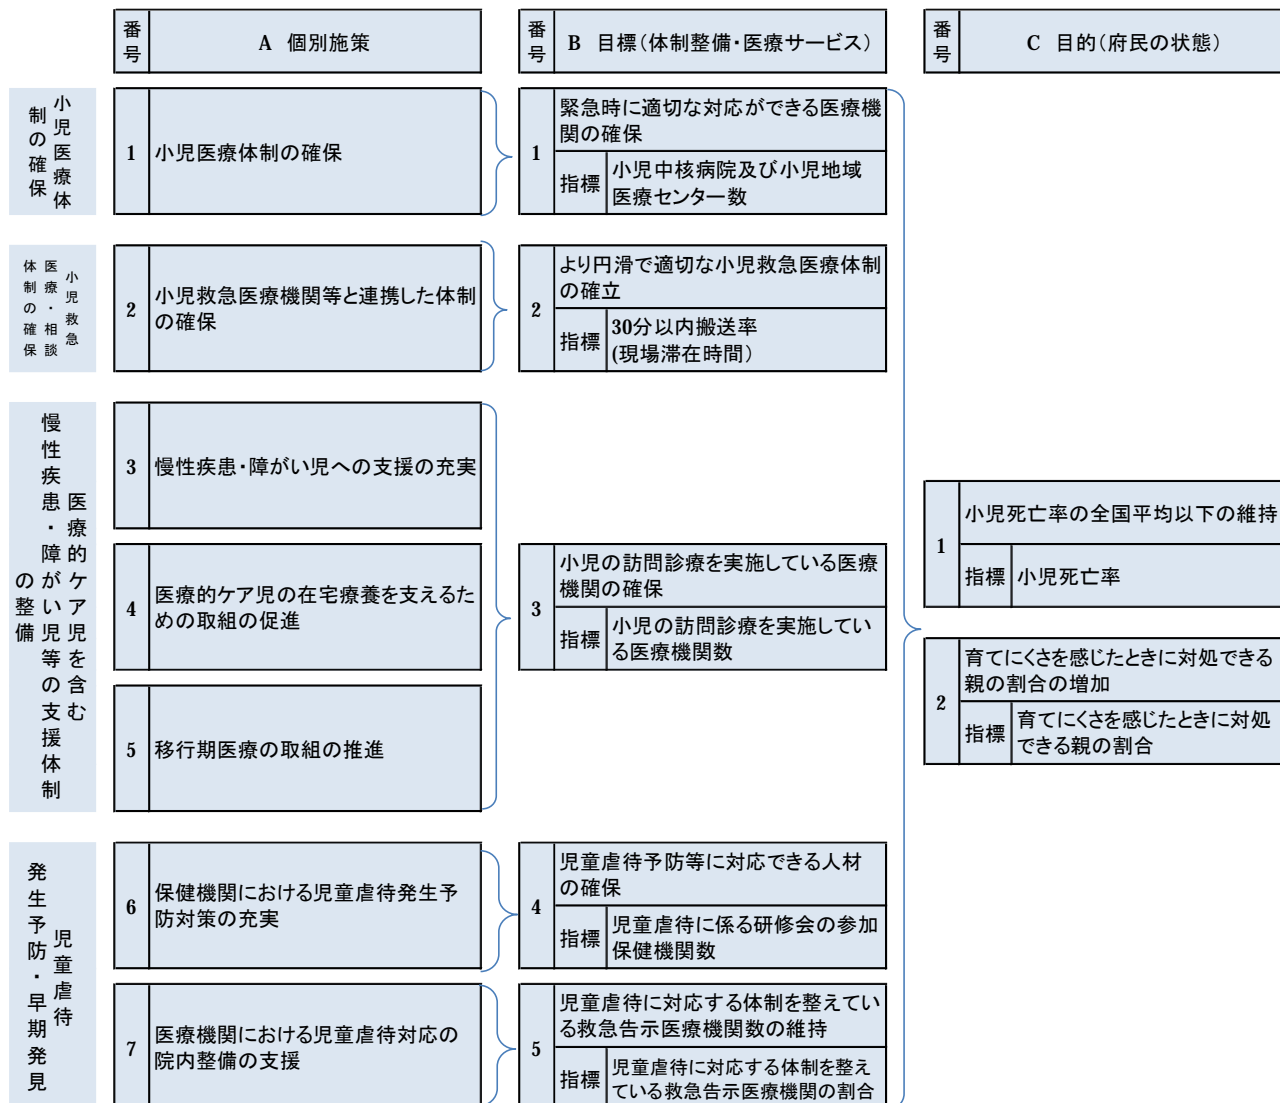 番号
A 個別施策
番号
B 目標(体制整備・医療サービス)
番号
C 目的(府民の状態)
小児医療体
制の確保
1
小児医療体制の確保
1
緊急時に適切な対応ができる医療機
関の確保
指標
小児中核病院及び小児地域
医療センター数
小児救急
医療・相談
体制の確保
2
小児救急医療機関等と連携した体制
の確保
2
より円滑で適切な小児救急医療体制
の確立
指標
30分以内搬送率
(現場滞在時間)
医療的ケア児を含む
慢性疾患・障がい児等の支援体制
の整備
3
慢性疾患・障がい児への支援の充実
4
医療的ケア児の在宅療養を支えるた
めの取組の促進
5
移行期医療の取組の推進
3
小児の訪問診療を実施している医療
機関の確保
指標
小児の訪問診療を実施してい
る医療機関数
1
小児死亡率の全国平均以下の維持
指標
小児死亡率
2
育てにくさを感じたときに対処できる
親の割合の増加
指標
育てにくさを感じたときに対処
できる親の割合
児童虐待
発生予防・早期発見
6
保健機関における児童虐待発生予
防対策の充実
4
児童虐待予防等に対応できる人材
の確保
指標
児童虐待に係る研修会の参加
保健機関数
7
医療機関における児童虐待対応の
院内整備の支援
5
児童虐待に対応する体制を整えてい
る救急告示医療機関数の維持
指標
児童虐待に対応する体制を整え
ている救急告示医療機関の割合